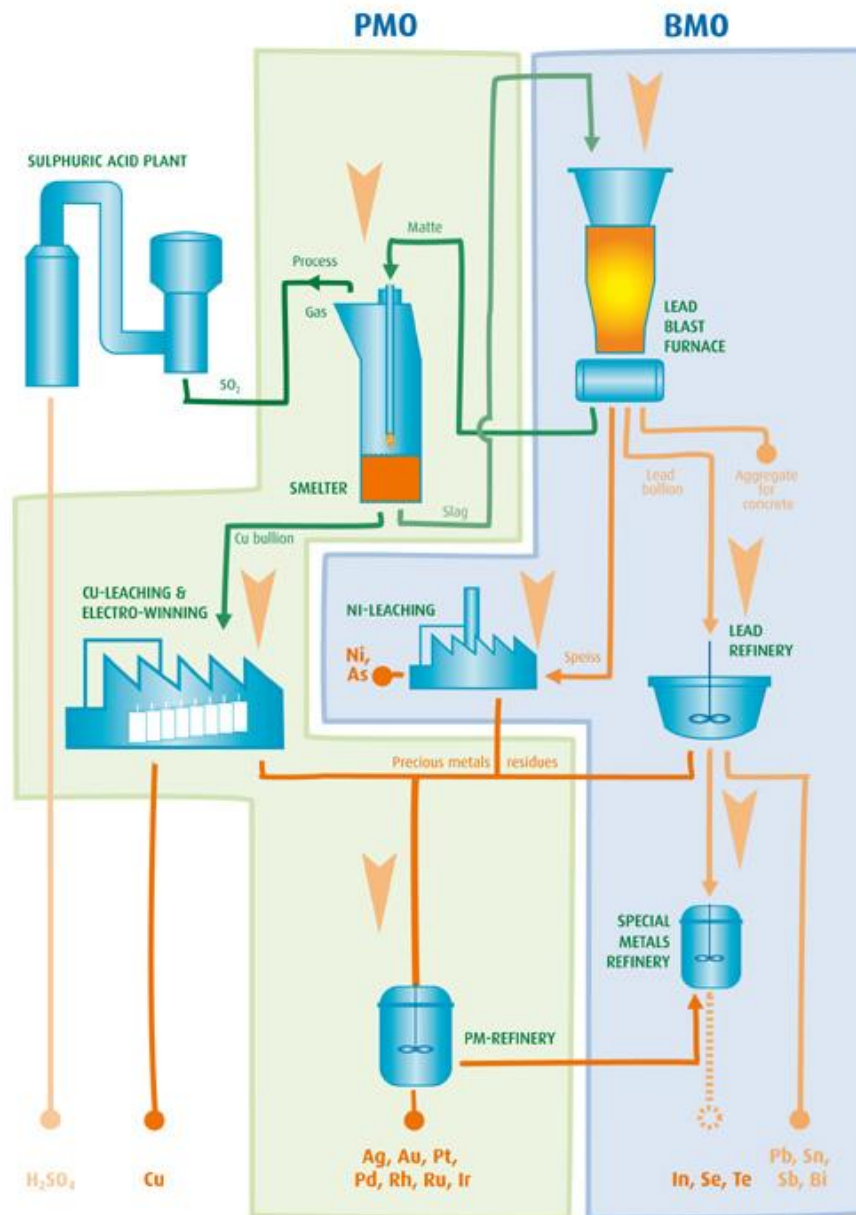 PMO
BMO
SULPHURIC ACID PLANT
Matte
Process
Gas
LEAD
BLAST
FURNACE
SO₂
SMELTER
Slag
Cu bullion
Lead
bullion
Aggregate
for
concrete
CU-LEACHING &
ELECTRO-WINNING
NI-LEACHING
LEAD
REFINERY
Ni,
As
Speiss
Precious metals residues
SPECIAL
METALS
REFINERY
PM-REFINERY
H₂SO₄
Cu
Ag, Au, Pt,
Pd, Rh, Ru, Ir
In, Se, Te
Pb, Sn,
Sb, Bi